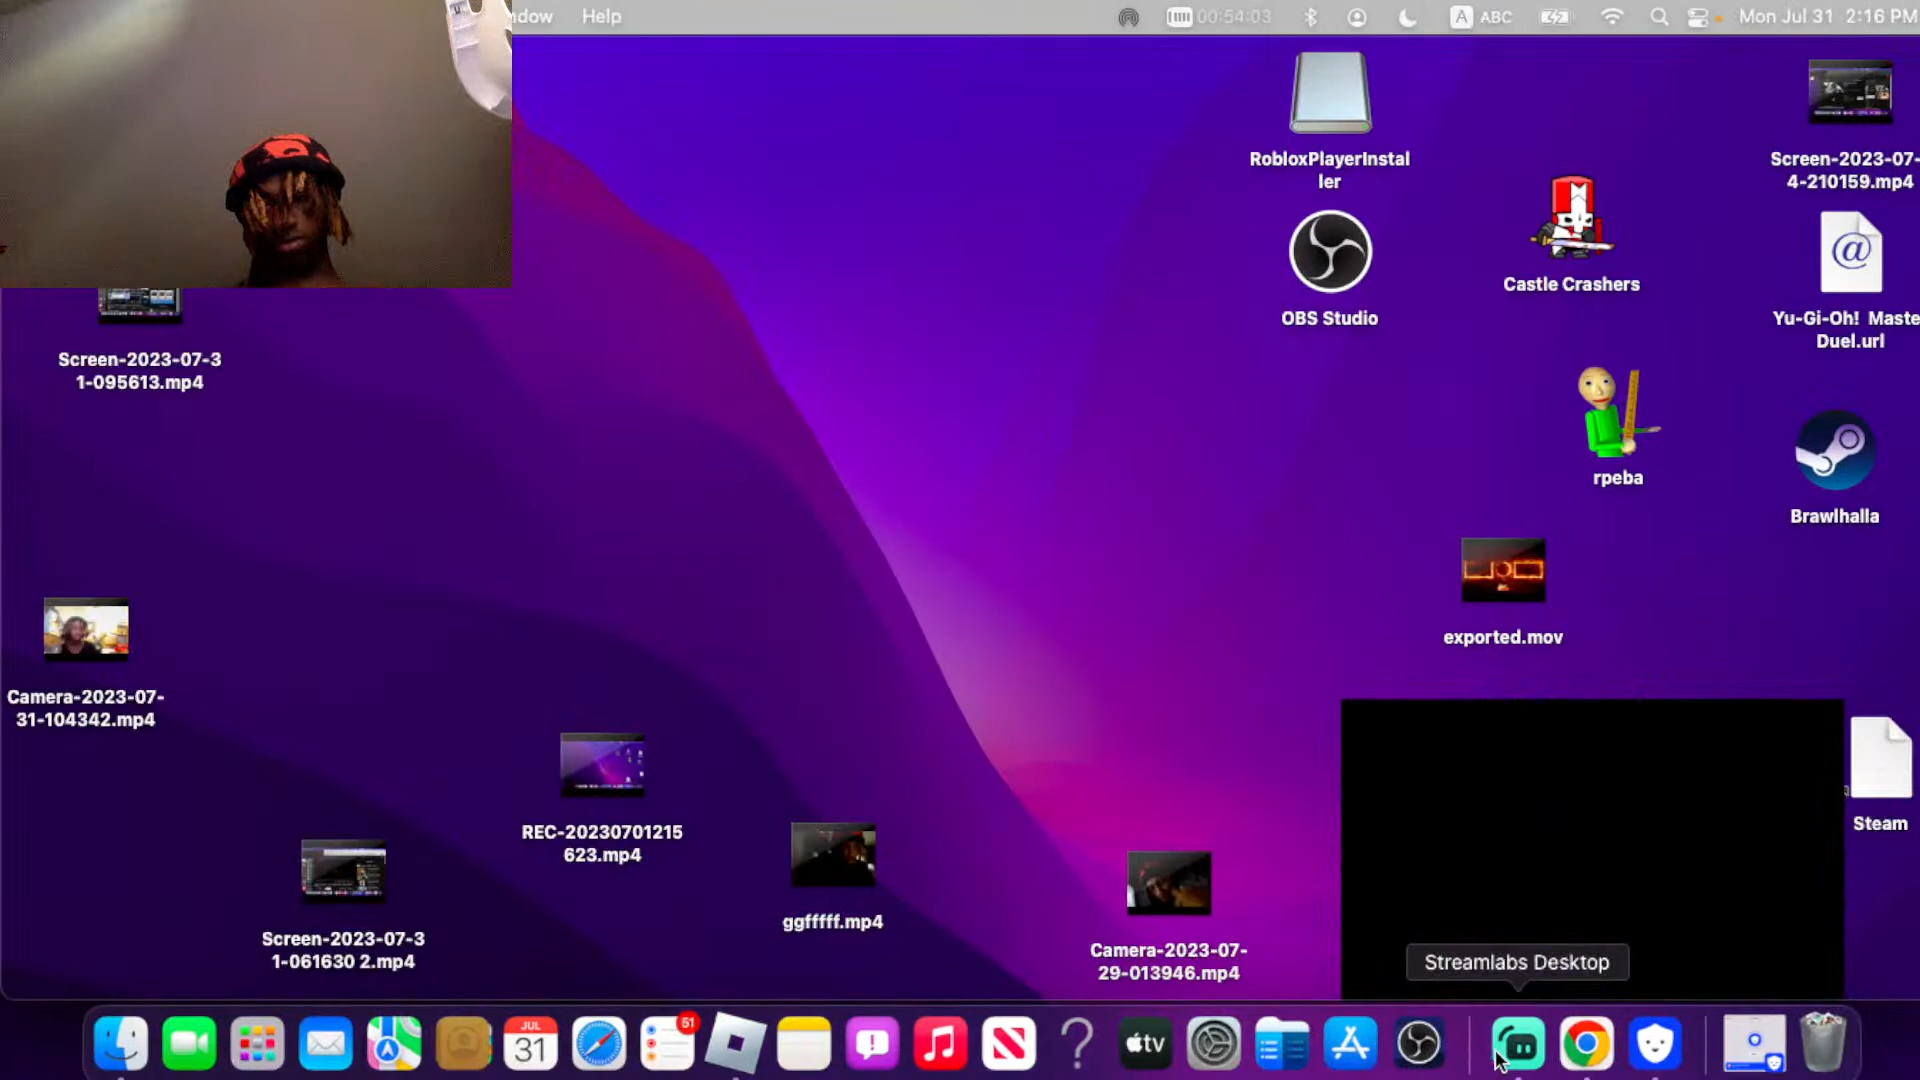 ndow Help 00:54:03 A ABC Mon Jul 31 2:16 PM
RobloxPlayerInstal
ler
Screen-2023-07-
4-210159.mp4
Castle Crashers
OBS Studio
@
Yu-Gi-Oh! Maste
Duel.url
Screen-2023-07-3
1-095613.mp4
rpeba
Brawlhalla
exported.mov
Camera-2023-07-
31-104342.mp4
REC-20230701215
623.mp4
Steam
ggfffff.mp4
Screen-2023-07-3
1-061630 2.mp4
Camera-2023-07-
29-013946.mp4
Streamlabs Desktop
JUL
31
51
tv